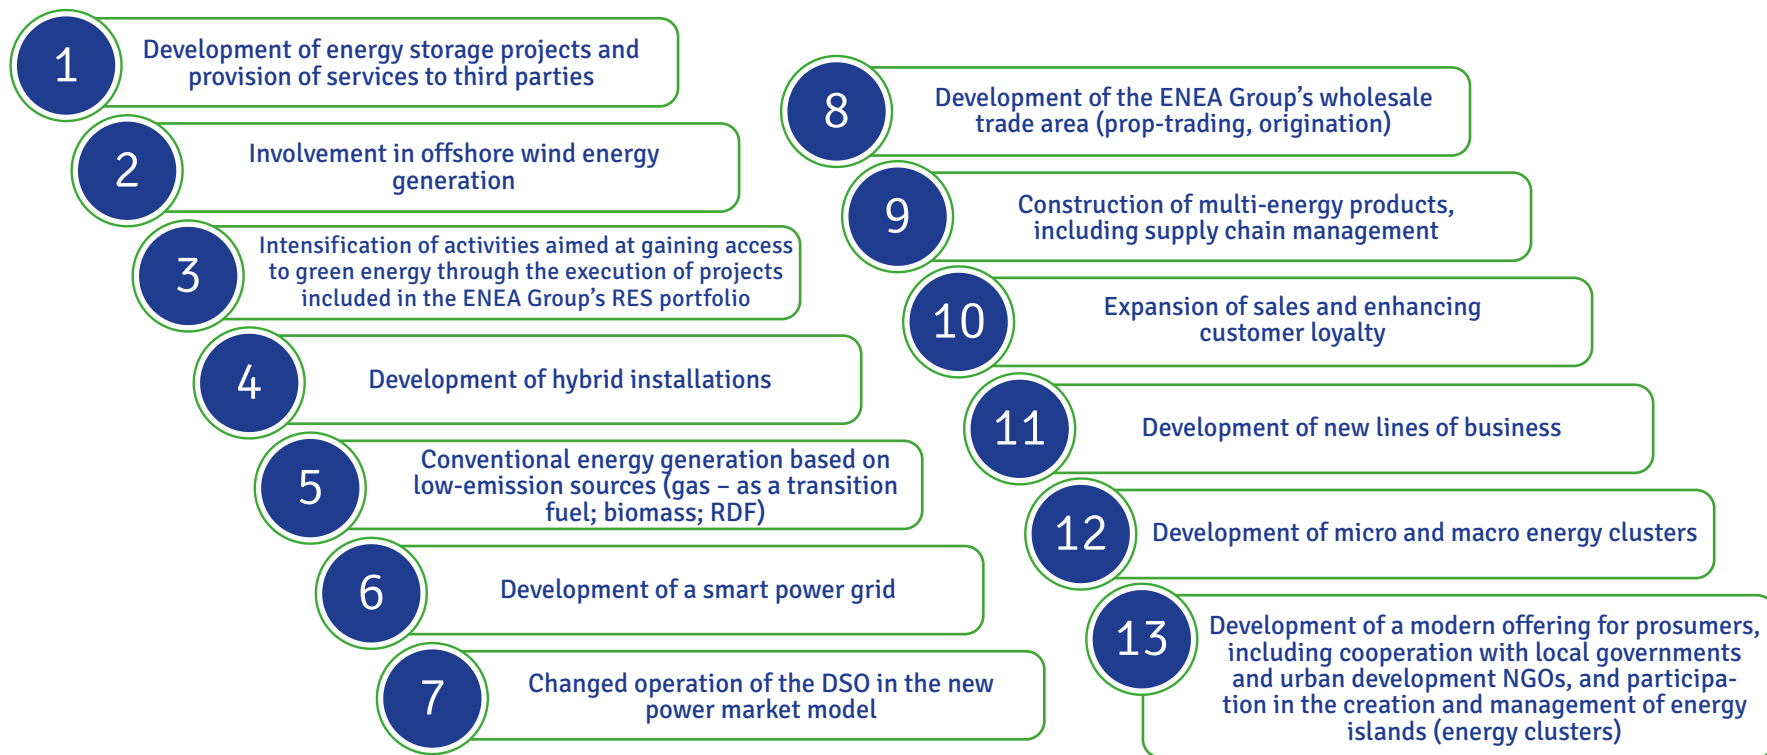 1
Development of energy storage projects and
provision of services to third parties
2
Involvement in offshore wind energy
generation
3
Intensification of activities aimed at gaining access
to green energy through the execution of projects
included in the ENEA Group’s RES portfolio
4
Development of hybrid installations
5
Conventional energy generation based on
low-emission sources (gas – as a transition
fuel; biomass; RDF)
6
Development of a smart power grid
7
Changed operation of the DSO in the new
power market model
8
Development of the ENEA Group’s wholesale
trade area (prop-trading, origination)
9
Construction of multi-energy products,
including supply chain management
10
Expansion of sales and enhancing
customer loyalty
11
Development of new lines of business
12
Development of micro and macro energy clusters
13
Development of a modern offering for prosumers,
including cooperation with local governments
and urban development NGOs, and participa-
tion in the creation and management of energy
islands (energy clusters)